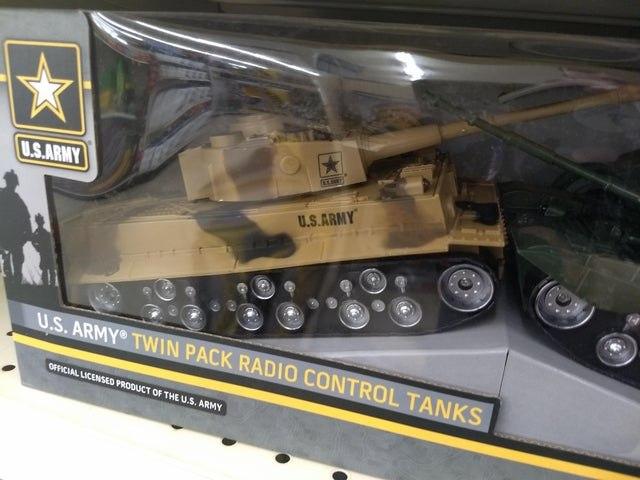 U.S.ARMY
U.S.ARMY
U.S.ARMY
U.S. ARMY® TWIN PACK RADIO CONTROL TANKS
OFFICIAL LICENSED PRODUCT OF THE U.S. ARMY